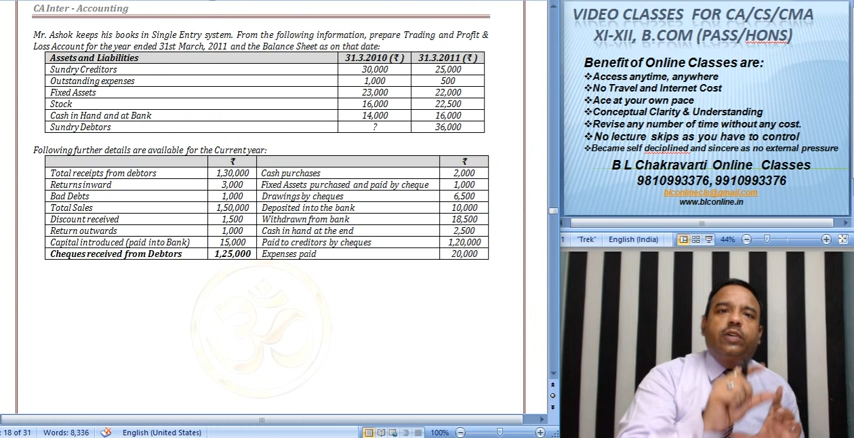 CA Inter - Accounting
Mr. Ashok keeps his books in Single Entry system. From the following information, prepare Trading and Profit &
Loss Account for the year ended 31st March, 2011 and the Balance Sheet as on that date:
Assets and Liabilities 31.3.2010 (₹) 31.3.2011 (₹)
Sundry Creditors 30,000 25,000
Outstanding expenses 1,000 500
Fixed Assets 23,000 22,000
Stock 16,000 22,500
Cash in Hand and at Bank 14,000 16,000
Sundry Debtors ? 36,000
Following further details are available for the Current year:
₹ ₹
Total receipts from debtors 1,30,000 Cash purchases 2,000
Returns inward 3,000 Fixed Assets purchased and paid by cheque 1,000
Bad Debts 1,000 Drawings by cheques 6,500
Total Sales 1,50,000 Deposited into the bank 10,000
Discount received 1,500 Withdrawn from bank 18,500
Return outwards 1,000 Cash in hand at the end 2,500
Capital introduced (paid into Bank) 15,000 Paid to creditors by cheques 1,20,000
Cheques received from Debtors 1,25,000 Expenses paid 20,000
: 18 of 31 Words: 8,336 English (United States) 100%
VIDEO CLASSES FOR CA/CS/CMA
XI-XII, B.COM (PASS/HONS)
Benefit of Online Classes are:
❖Access anytime, anywhere
❖No Travel and Internet Cost
❖Ace at your own pace
❖Conceptual Clarity & Understanding
❖Revise any number of time without any cost.
❖No lecture skips as you have to control
❖Became self deciplined and sincere as no external pressure
B L Chakravarti Online Classes
9810993376, 9910993376
blconlinecls@gmail.com
www.blconline.in
1 "Trek" English (India) 44%